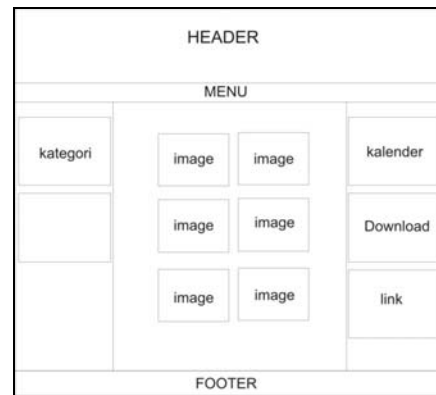 HEADER
MENU
kategori
image image
kalender
image image
Download
image image
link
FOOTER